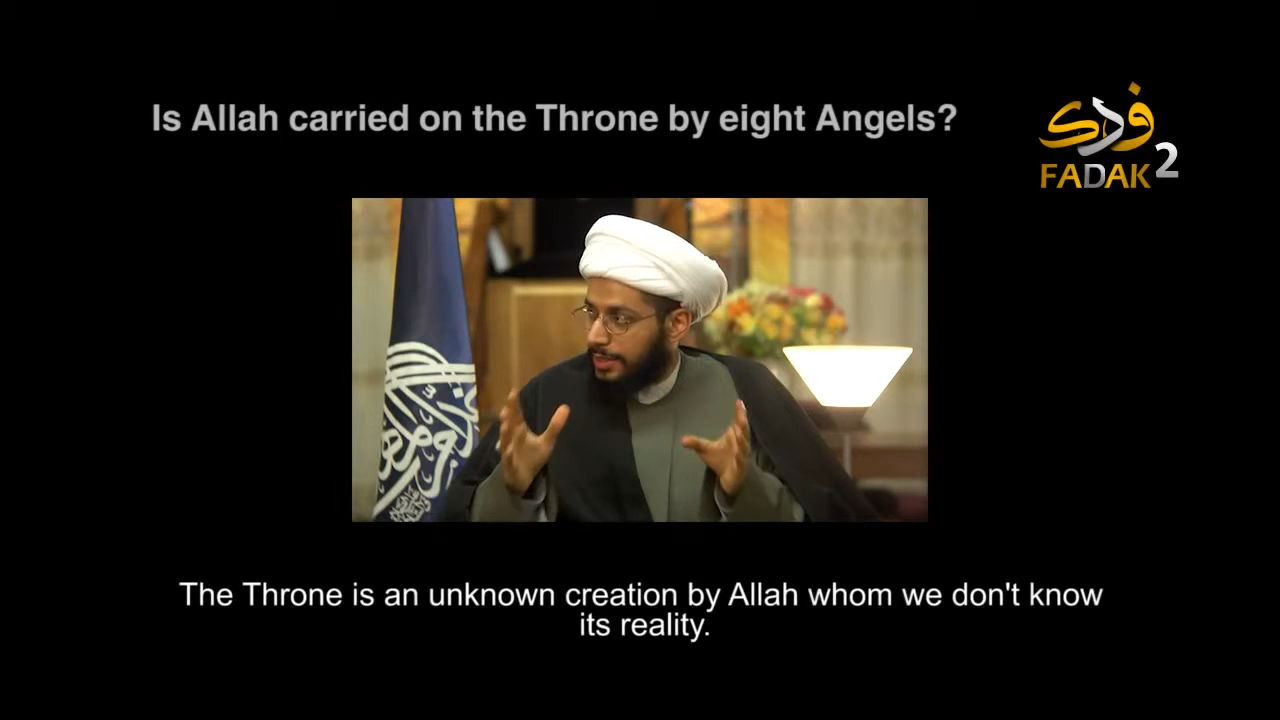 Is Allah carried on the Throne by eight Angels?
فدك
FADAK 2
The Throne is an unknown creation by Allah whom we don't know
its reality.